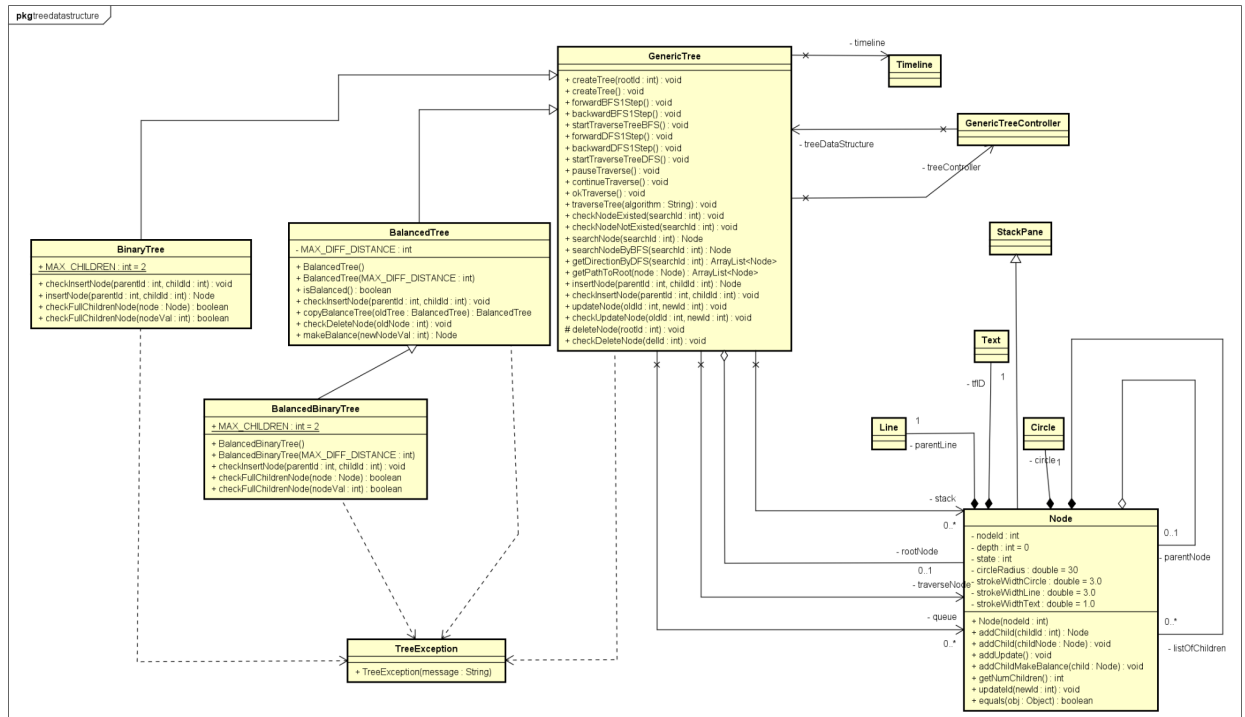 pkg treedatastructure
GenericTree
+ createTree(rootId : int) : void
+ createTree() : void
+ forwardBFS1Step() : void
+ backwardBFS1Step() : void
+ startTraverseTreeBFS() : void
+ forwardDFS1Step() : void
+ backwardDFS1Step() : void
+ startTraverseTreeDFS() : void
+ pauseTraverse() : void
+ continueTraverse() : void
+ okTraverse() : void
+ traverseTree(algorithm : String) : void
+ checkNodeExisted(searchId : int) : void
+ checkNodeNotExisted(searchId : int) : void
+ searchNode(searchId : int) : Node
+ searchNodeByBFS(searchId : int) : Node
+ getDirectionByDFS(searchId : int) : ArrayList<Node>
+ getPathToRoot(node : Node) : ArrayList<Node>
+ insertNode(parentId : int, childId : int) : Node
+ checkInsertNode(parentId : int, childId : int) : void
+ updateNode(oldId : int, newId : int) : void
+ checkUpdateNode(oldId : int, newId : int) : void
# deleteNode(rootId : int) : void
+ checkDeleteNode(delId : int) : void
- timeline
Timeline
GenericTreeController
- treeDataStructure
- treeController
BinaryTree
+ MAX_CHILDREN : int = 2
+ checkInsertNode(parentId : int, childId : int) : void
+ insertNode(parentId : int, childId : int) : Node
+ checkFullChildrenNode(node : Node) : boolean
+ checkFullChildrenNode(nodeVal : int) : boolean
BalancedTree
- MAX_DIFF_DISTANCE : int
+ BalancedTree()
+ BalancedTree(MAX_DIFF_DISTANCE : int)
+ isBalanced() : boolean
+ checkInsertNode(parentId : int, childId : int) : void
+ copyBalanceTree(oldTree : BalancedTree) : BalancedTree
+ checkDeleteNode(oldNode : int) : void
+ makeBalance(newNodeVal : int) : Node
BalancedBinaryTree
+ MAX_CHILDREN : int = 2
+ BalancedBinaryTree()
+ BalancedBinaryTree(MAX_DIFF_DISTANCE : int)
+ checkInsertNode(parentId : int, childId : int) : void
+ checkFullChildrenNode(node : Node) : boolean
+ checkFullChildrenNode(nodeVal : int) : boolean
TreeException
+ TreeException(message : String)
StackPane
Text
1
- tfID
Line
1
- parentLine
Circle
- circle 1
- stack
0..*
- rootNode
0..1
- traverseNode
- queue
0..*
Node
- nodeId : int
- depth : int = 0
- state : int
- circleRadius : double = 30
- strokeWidthCircle : double = 3.0
- strokeWidthLine : double = 3.0
- strokeWidthText : double = 1.0
+ Node(nodeId : int)
+ addChild(childId : int) : Node
+ addChild(childNode : Node) : void
+ addUpdate() : void
+ addChildMakeBalance(child : Node) : void
+ getNumChildren() : int
+ updateId(newId : int) : void
+ equals(obj : Object) : boolean
0..1
- parentNode
0..*
- listOfChildren